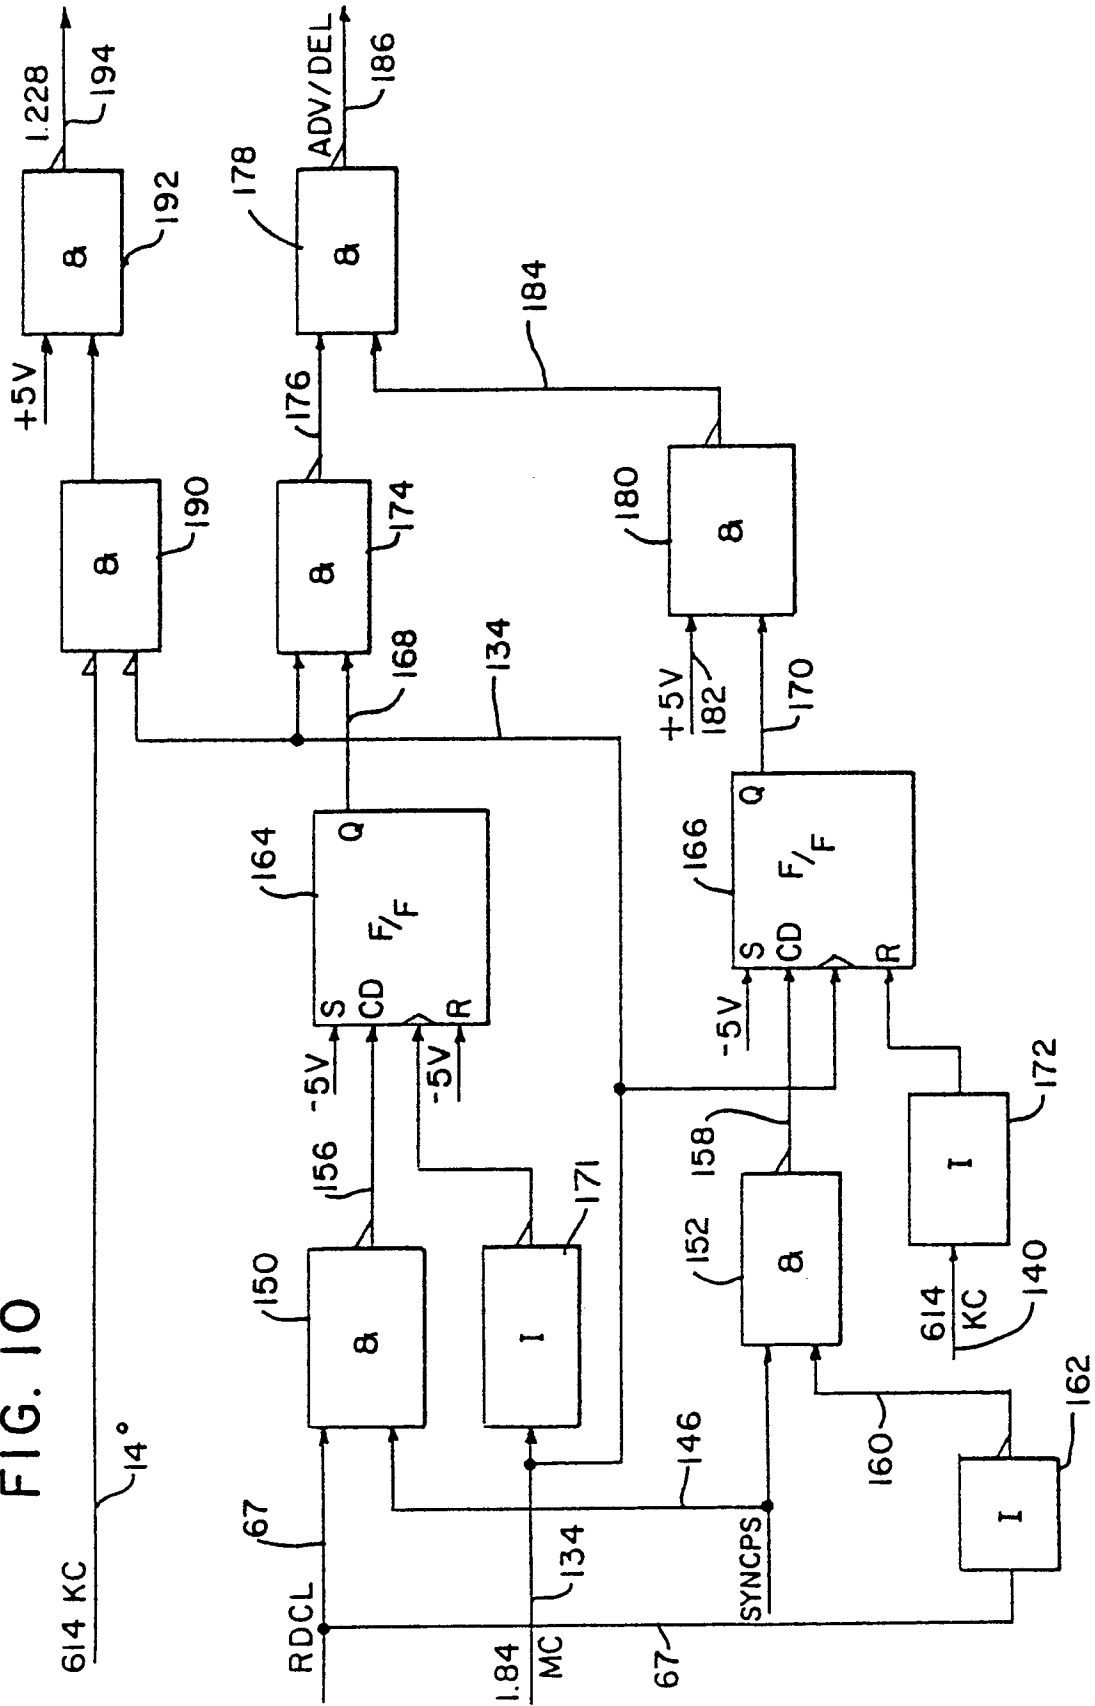 FIG. 10
614 KC
14°
+5V
1.228
194
&
190
&
192
RDCL
67
&
150
156
-5V
S
CD
-5V
R
F/F
Q
164
168
&
174
176
&
178
ADV/DEL
186
1.84
MC
134
I
171
134
184
SYNCPS
146
&
152
158
-5V
S
CD
R
F/F
Q
166
170
+5V
182
&
180
67
I
162
160
614
KC
140
I
172